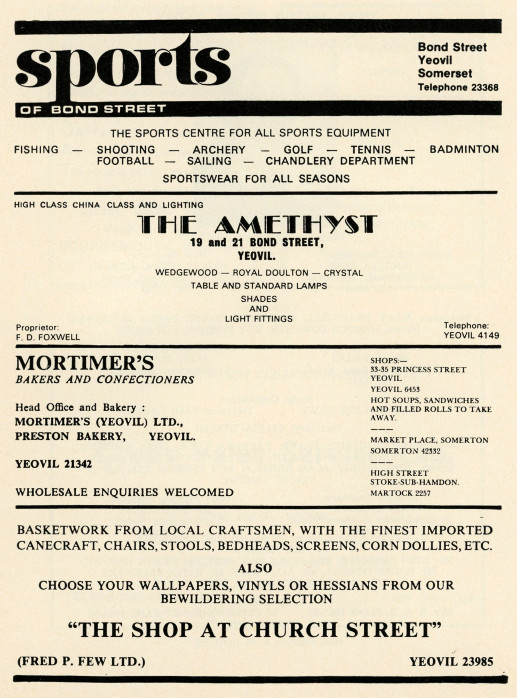 sports
OF BOND STREET
Bond Street
Yeovil
Somerset
Telephone 23368
THE SPORTS CENTRE FOR ALL SPORTS EQUIPMENT
FISHING — SHOOTING — ARCHERY — GOLF — TENNIS — BADMINTON
FOOTBALL — SAILING — CHANDLERY DEPARTMENT
SPORTSWEAR FOR ALL SEASONS
HIGH CLASS CHINA CLASS AND LIGHTING
THE AMETHYST
19 and 21 BOND STREET,
YEOVIL.
WEDGEWOOD — ROYAL DOULTON — CRYSTAL
TABLE AND STANDARD LAMPS
SHADES
AND
LIGHT FITTINGS
Proprietor:
F. D. FOXWELL
Telephone:
YEOVIL 4149
MORTIMER'S
BAKERS AND CONFECTIONERS
Head Office and Bakery :
MORTIMER'S (YEOVIL) LTD.,
PRESTON BAKERY, YEOVIL.
YEOVIL 21342
WHOLESALE ENQUIRIES WELCOMED
SHOPS:—
33-35 PRINCESS STREET
YEOVIL
YEOVIL 6453
HOT SOUPS, SANDWICHES
AND FILLED ROLLS TO TAKE
AWAY.
———
MARKET PLACE, SOMERTON
SOMERTON 42332
———
HIGH STREET
STOKE-SUB-HAMDON.
MARTOCK 2257
BASKETWORK FROM LOCAL CRAFTSMEN, WITH THE FINEST IMPORTED
CANECRAFT, CHAIRS, STOOLS, BEDHEADS, SCREENS, CORN DOLLIES, ETC.
ALSO
CHOOSE YOUR WALLPAPERS, VINYLS OR HESSIANS FROM OUR
BEWILDERING SELECTION
“THE SHOP AT CHURCH STREET”
(FRED P. FEW LTD.)
YEOVIL 23985